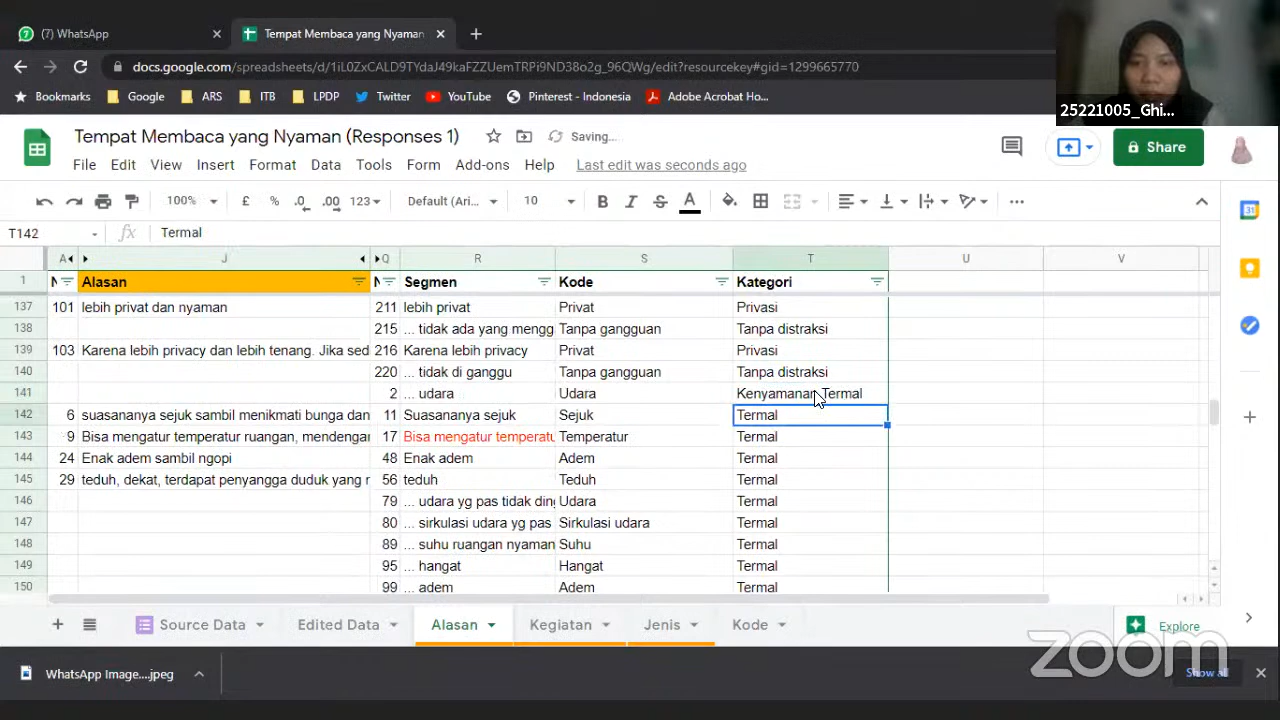 (7) WhatsApp
Tempat Membaca yang Nyaman
docs.google.com/spreadsheets/d/1iL0ZxCALD9TYdaJ49kaFZZUemTRPi9ND38o2g_96QWg/edit?resourcekey#gid=1299665770
Bookmarks Google ARS ITB LPDP Twitter YouTube Pinterest - Indonesia Adobe Acrobat Ho...
25221005_Ghi...
Tempat Membaca yang Nyaman (Responses 1) Saving...
Share
File Edit View Insert Format Data Tools Form Add-ons Help Last edit was seconds ago
100% £ % .0 .00 123 Default (Ari... 10 B I S A
T142 fx Termal
A J Q R S T U V
1 N Alasan N Segmen Kode Kategori
137 101 lebih privat dan nyaman 211 lebih privat Privat Privasi
138 215 ... tidak ada yang mengg Tanpa gangguan Tanpa distraksi
139 103 Karena lebih privacy dan lebih tenang. Jika sed 216 Karena lebih privacy Privat Privasi
140 220 ... tidak di ganggu Tanpa gangguan Tanpa distraksi
141 2 ... udara Udara Kenyamanan Termal
142 6 suasananya sejuk sambil menikmati bunga dan 11 Suasananya sejuk Sejuk Termal
143 9 Bisa mengatur temperatur ruangan, mendengar 17 Bisa mengatur temperatu Temperatur Termal
144 24 Enak adem sambil ngopi 48 Enak adem Adem Termal
145 29 teduh, dekat, terdapat penyangga duduk yang n 56 teduh Teduh Termal
146 79 ... udara yg pas tidak ding Udara Termal
147 80 ... sirkulasi udara yg pas Sirkulasi udara Termal
148 89 ... suhu ruangan nyaman Suhu Termal
149 95 ... hangat Hangat Termal
150 99 ... adem Adem Termal
Source Data Edited Data Alasan Kegiatan Jenis Kode Explore
zoom
WhatsApp Image....jpeg Show all